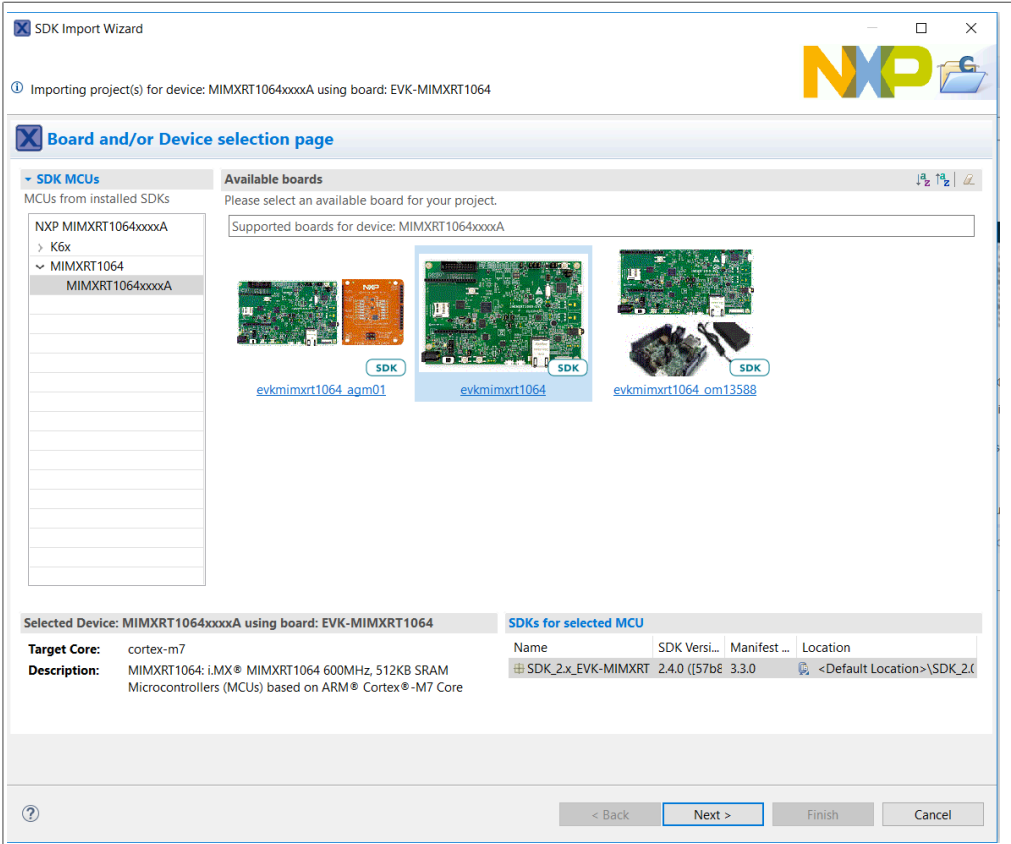 SDK Import Wizard
Importing project(s) for device: MIMXRT1064xxxxA using board: EVK-MIMXRT1064
NXP
Board and/or Device selection page
SDK MCUs
MCUs from installed SDKs
NXP MIMXRT1064xxxxA
K6x
MIMXRT1064
MIMXRT1064xxxxA
Available boards
Please select an available board for your project.
Supported boards for device: MIMXRT1064xxxxA
NXP
SDK
SDK
SDK
evkmimxrt1064_agm01
evkmimxrt1064
evkmimxrt1064_om13588
Selected Device: MIMXRT1064xxxxA using board: EVK-MIMXRT1064
Target Core: cortex-m7
Description: MIMXRT1064: i.MX® MIMXRT1064 600MHz, 512KB SRAM
Microcontrollers (MCUs) based on ARM® Cortex®-M7 Core
SDKs for selected MCU
Name SDK Versi... Manifest ... Location
SDK_2.x_EVK-MIMXRT 2.4.0 ([57b8 3.3.0 <Default Location>\SDK_2.(
< Back Next > Finish Cancel